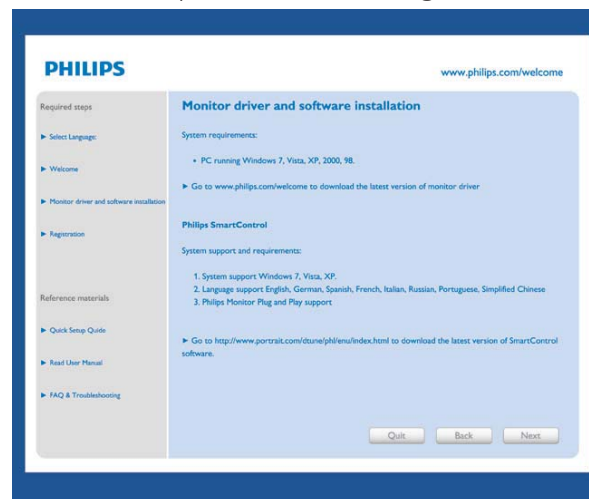 PHILIPS
www.philips.com/welcome
Required steps
► Select Language:
► Welcome
► Monitor driver and software installation
► Registration
Reference materials
► Quick Setup Quide
► Read User Manual
► FAQ & Troubleshooting
Monitor driver and software installation
System requirements:
• PC running Windows 7, Vista, XP, 2000, 98.
► Go to www.philips.com/welcome to download the latest version of monitor driver
Philips SmartControl
System support and requirements:
1. System support Windows 7, Vista, XP.
2. Language support English, German, Spanish, French, Italian, Russian, Portuguese, Simplified Chinese
3. Philips Monitor Plug and Play support
► Go to http://www.portrait.com/dtune/phl/enu/index.html to download the latest version of SmartControl
software.
Quit
Back
Next